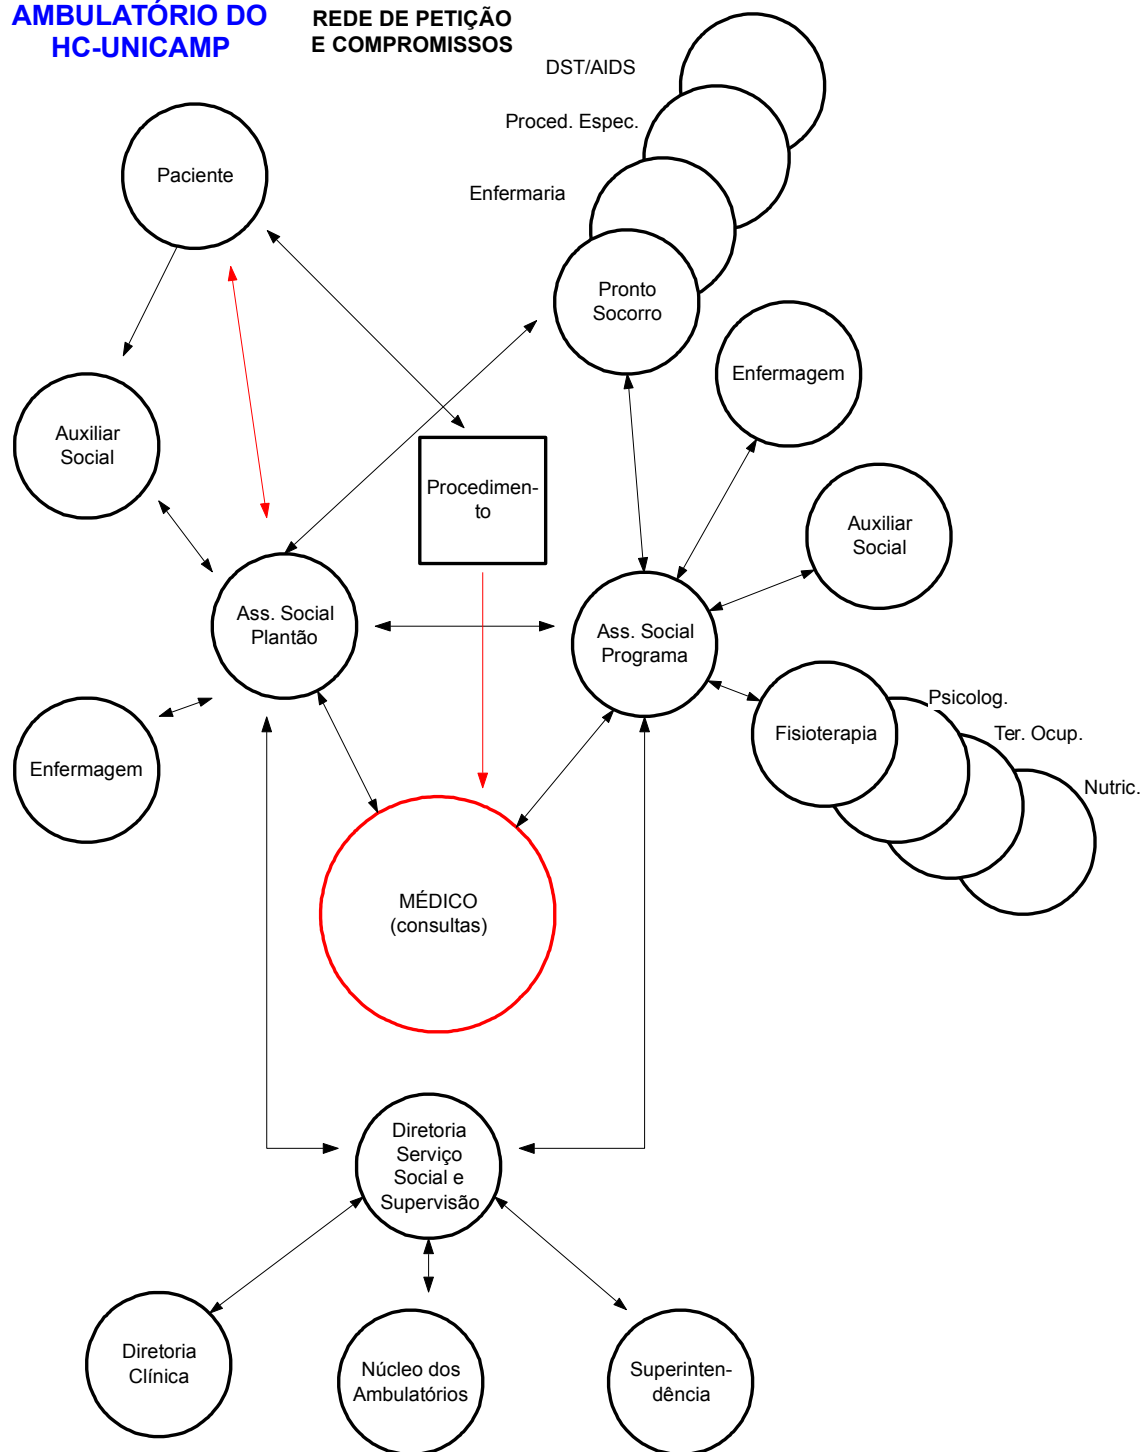 AMBULATÓRIO DO
HC-UNICAMP
REDE DE PETIÇÃO
E COMPROMISSOS
DST/AIDS
Proced. Espec.
Enfermaria
Paciente
Pronto
Socorro
Enfermagem
Auxiliar
Social
Procedimen-
to
Auxiliar
Social
Ass. Social
Plantão
Ass. Social
Programa
Psicolog.
Ter. Ocup.
Fisioterapia
Nutric.
Enfermagem
MÉDICO
(consultas)
Diretoria
Serviço
Social e
Supervisão
Diretoria
Clínica
Núcleo dos
Ambulatórios
Superinten-
dência